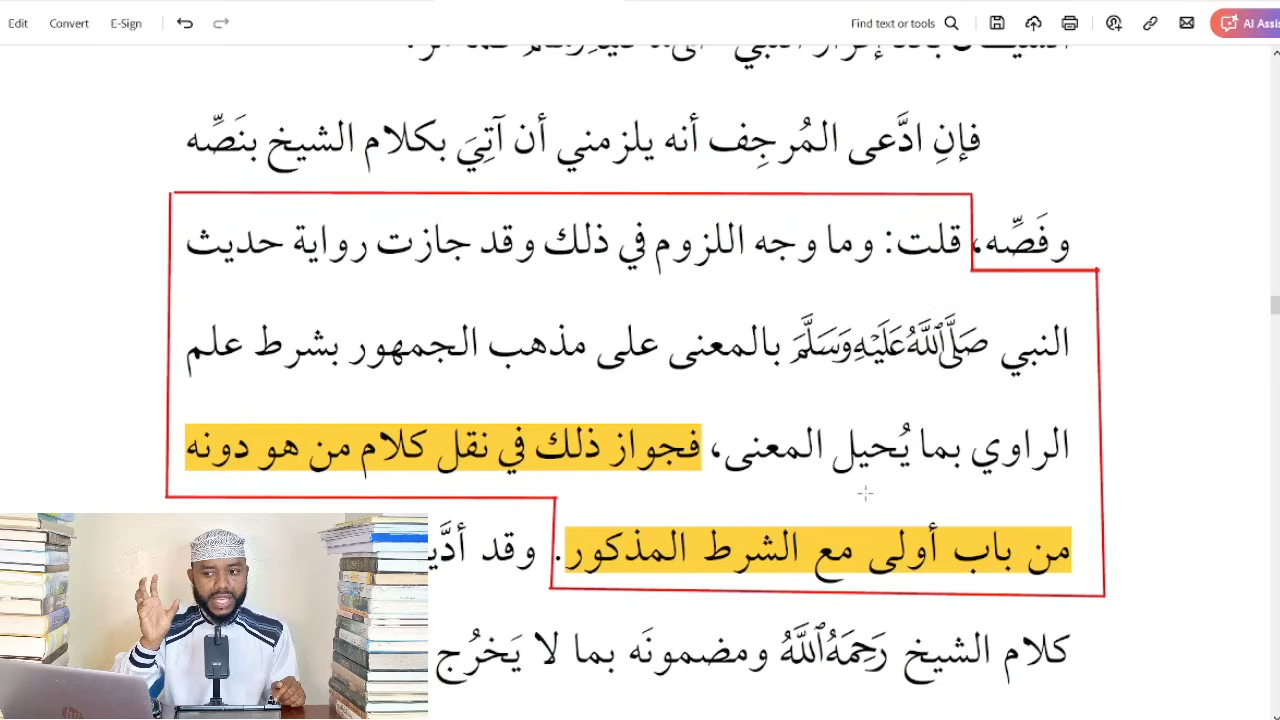 Edit Convert E-Sign Find text or tools AI Assis
فإنِ ادَّعى المُرجِف أنه يلزمني أن آتِيَ بكلام الشيخ بنَصِّه
وفَصِّه، قلت: وما وجه اللزوم في ذلك وقد جازت رواية حديث
النبي صَلَّىٱللَّهُعَلَيْهِوَسَلَّمَ بالمعنى على مذهب الجمهور بشرط علم
الراوي بما يُحيل المعنى، فجواز ذلك في نقل كلام من هو دونه
من باب أولى مع الشرط المذكور. وقد أدَّيـ
كلام الشيخ رَحِمَهُٱللَّهُ ومضمونَه بما لا يَخرُج